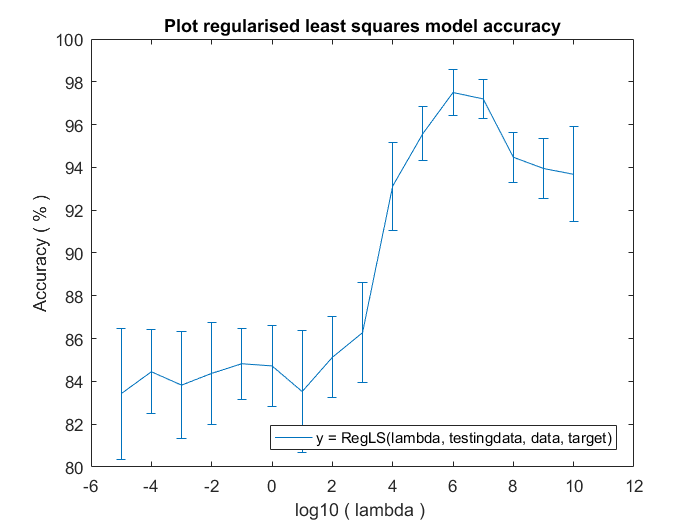 Plot regularised least squares model accuracy
100
98
96
94
92
90
88
86
84
82
80
Accuracy ( % )
y = RegLS(lambda, testingdata, data, target)
-6 -4 -2 0 2 4 6 8 10 12
log10 ( lambda )